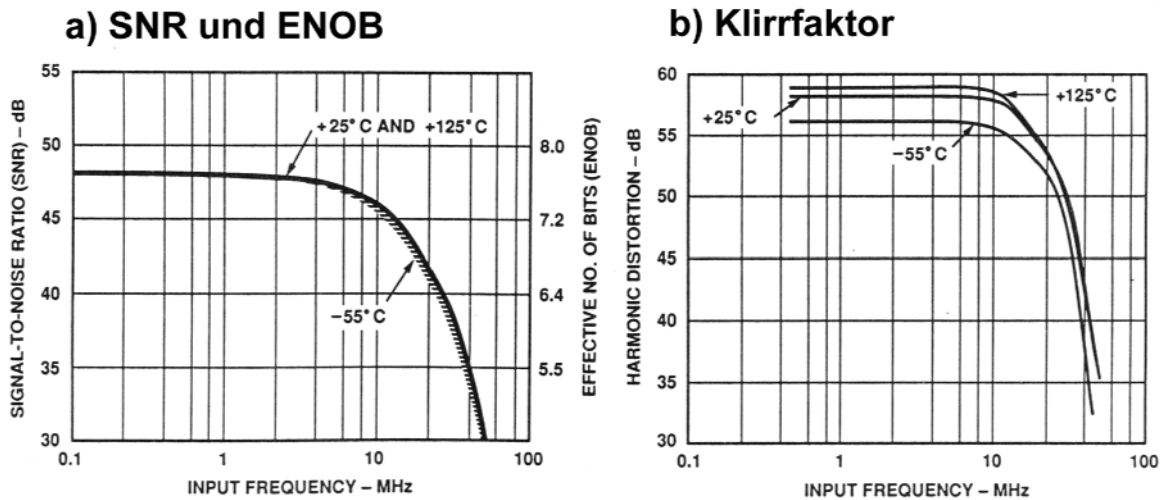 a) SNR und ENOB
55
50
45
40
35
30
SIGNAL-TO-NOISE RATIO (SNR) – dB
+25°C AND +125°C
−55°C
8.0
7.2
6.4
5.5
EFFECTIVE NO. OF BITS (ENOB)
0.1
1
10
100
INPUT FREQUENCY – MHz
b) Klirrfaktor
60
55
50
45
40
35
30
HARMONIC DISTORTION – dB
+25°C
+125°C
−55°C
0.1
1
10
100
INPUT FREQUENCY – MHz